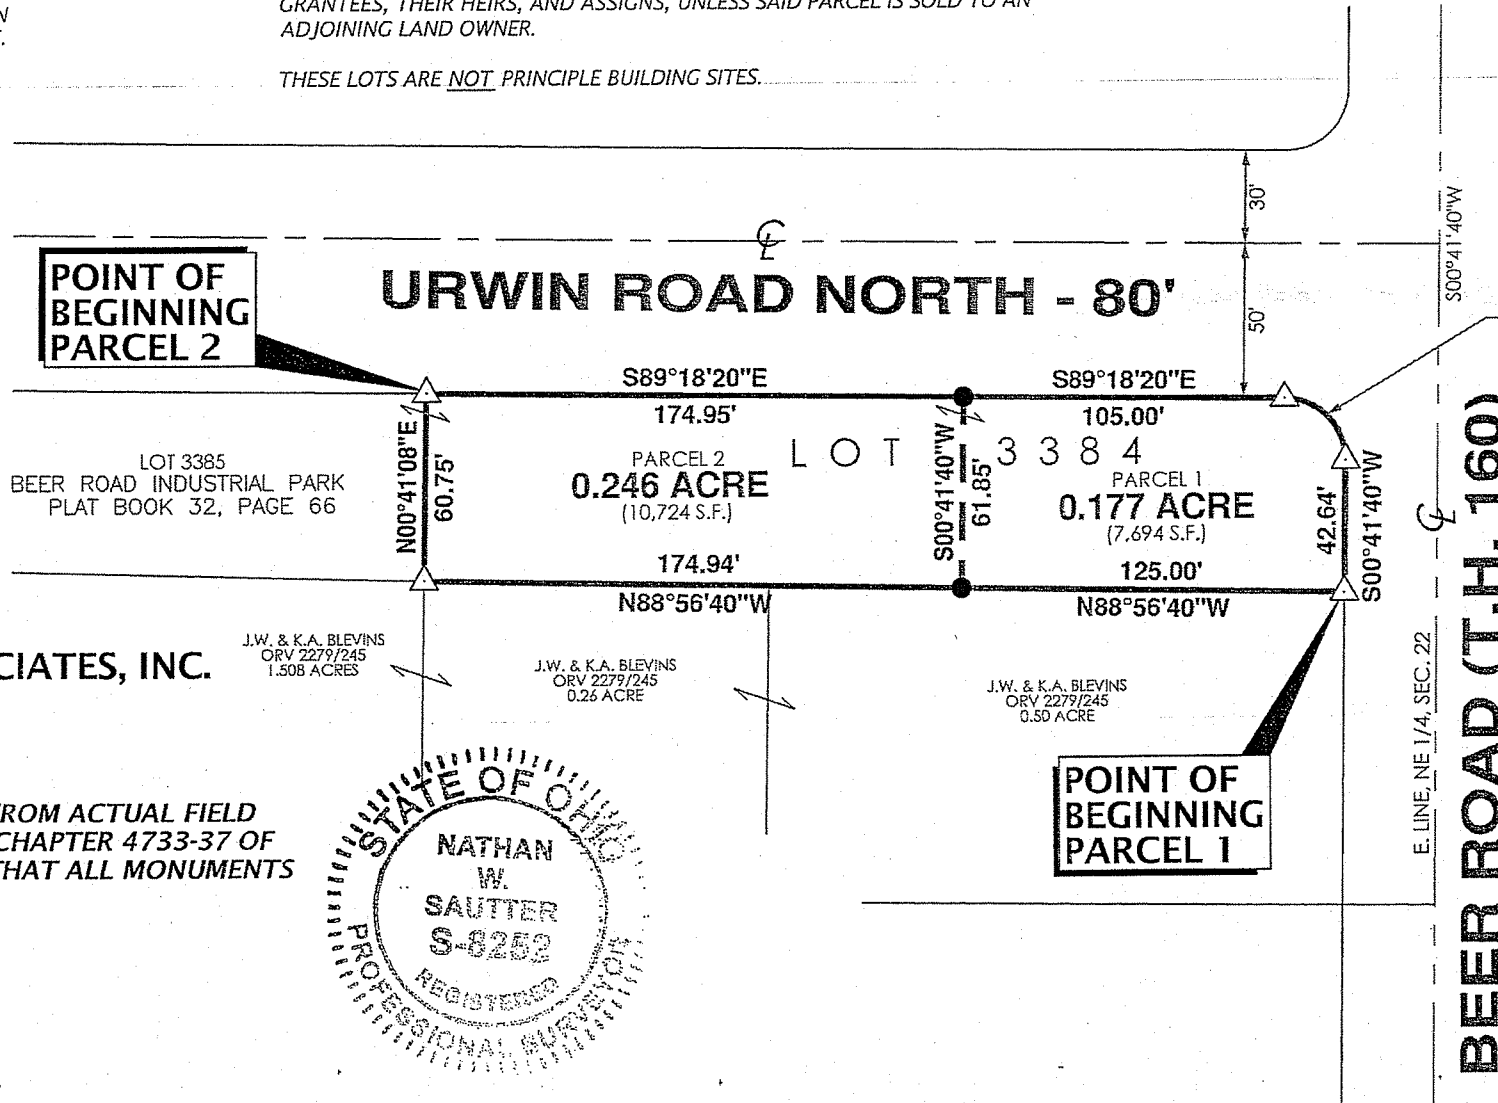 N
GRANTEES, THEIR HEIRS, AND ASSIGNS, UNLESS SAID PARCEL IS SOLD TO AN
ADJOINING LAND OWNER.
THESE LOTS ARE NOT PRINCIPLE BUILDING SITES.
30'
S00°41'40"W
℄
POINT OF
BEGINNING
PARCEL 2
URWIN ROAD NORTH - 80'
50'
S89°18'20"E
174.95'
S89°18'20"E
105.00'
LOT 3384
N00°41'08"E
60.75'
LOT 3385
BEER ROAD INDUSTRIAL PARK
PLAT BOOK 32, PAGE 66
PARCEL 2
0.246 ACRE
(10,724 S.F.)
S00°41'40"W
61.85'
PARCEL 1
0.177 ACRE
(7,694 S.F.)
42.64'
S00°41'40"W
℄
174.94'
N88°56'40"W
125.00'
N88°56'40"W
CIATES, INC.
J.W. & K.A. BLEVINS
ORV 2279/245
1.508 ACRES
J.W. & K.A. BLEVINS
ORV 2279/245
0.26 ACRE
J.W. & K.A. BLEVINS
ORV 2279/245
0.50 ACRE
E. LINE, NE 1/4, SEC. 22
BEER ROAD (T.H. 160)
POINT OF
BEGINNING
PARCEL 1
ROM ACTUAL FIELD
CHAPTER 4733-37 OF
THAT ALL MONUMENTS
STATE OF OHIO
NATHAN
W.
SAUTTER
S-8252
REGISTERED
PROFESSIONAL SURVEYOR